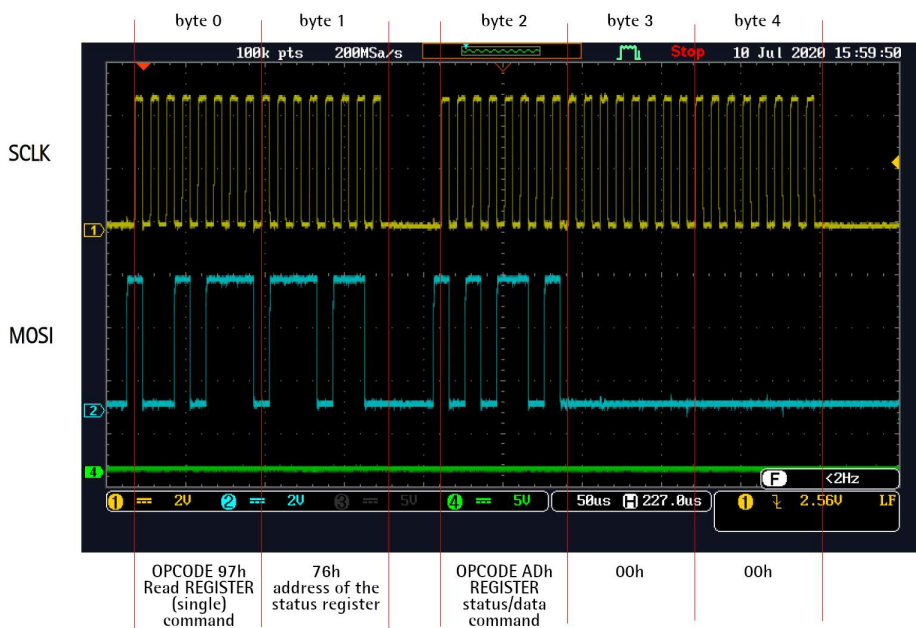 byte 0 byte 1 byte 2 byte 3 byte 4
100k pts 200MSa/s Stop 10 Jul 2020 15:59:50
SCLK
1
MOSI
2
4
F <2Hz
1 2V 2 2V 3 5V 4 5V 50us H 227.0us 1 2.56V LF
OPCODE 97h 76h OPCODE ADh 00h 00h
Read REGISTER address of the REGISTER
(single) status register status/data
command command